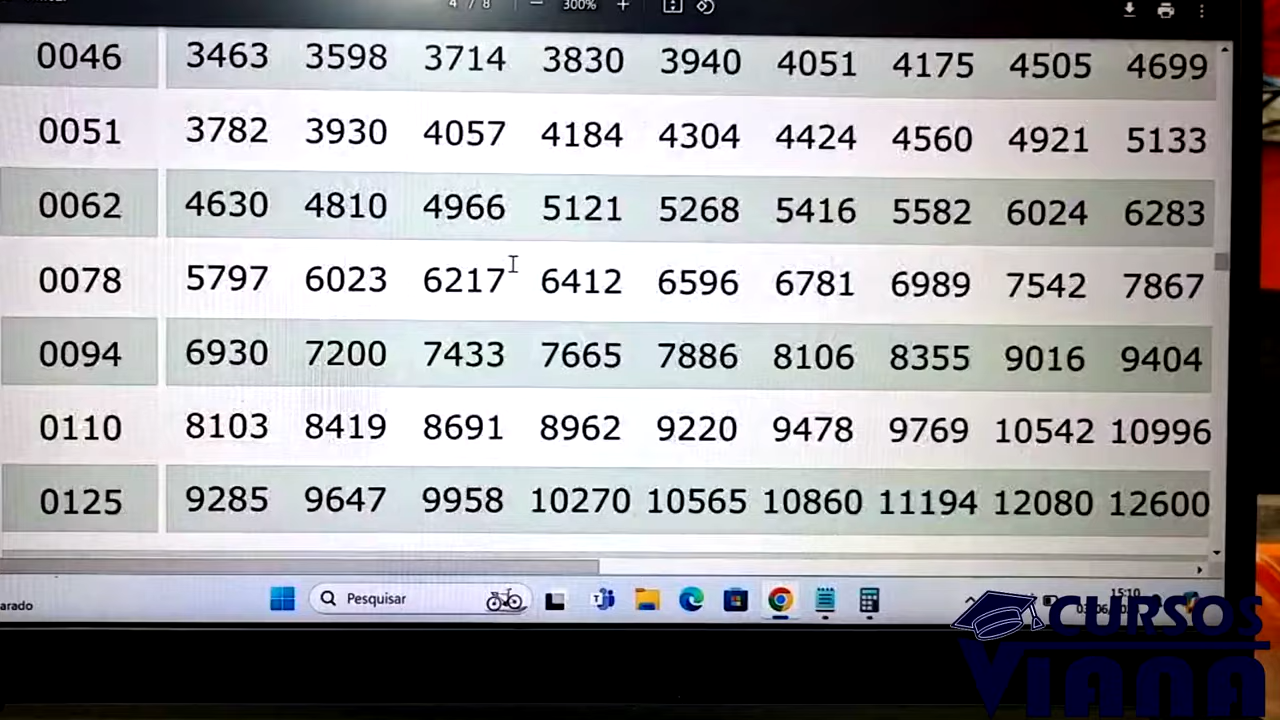 4 / 8 300%
0046 3463 3598 3714 3830 3940 4051 4175 4505 4699
0051 3782 3930 4057 4184 4304 4424 4560 4921 5133
0062 4630 4810 4966 5121 5268 5416 5582 6024 6283
0078 5797 6023 6217 6412 6596 6781 6989 7542 7867
0094 6930 7200 7433 7665 7886 8106 8355 9016 9404
0110 8103 8419 8691 8962 9220 9478 9769 10542 10996
0125 9285 9647 9958 10270 10565 10860 11194 12080 12600
arado
Pesquisar
15:10
CURSOS
VIANA